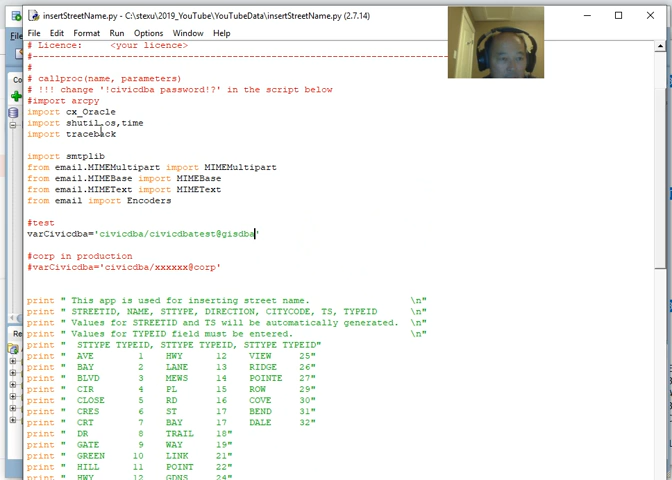 insertStreetName.py - C:\stexu\2019_YouTube\YouTubeData\insertStreetName.py (2.7.14)
File Edit Format Run Options Window Help
# Licence:     <your licence>
#
# callproc(name, parameters)
# !!! change '!civicdba password!?' in the script below
#import arcpy
import cx_Oracle
import shutil,os,time
import traceback
import smtplib
from email.MIMEMultipart import MIMEMultipart
from email.MIMEBase import MIMEBase
from email.MIMEText import MIMEText
from email import Encoders
#test
varCivicdba='civicdba/civicdbatest@gisdba'
#corp in production
#varCivicdba='civicdba/xxxxxx@corp'
print " This app is used for inserting street name.                    \n"
print " STREETID, NAME, STTYPE, DIRECTION, CITYCODE, TS, TYPEID        \n"
print " Values for STREETID and TS will be automatically generated.   \n"
print " Values for TYPEID field must be entered.                       \n"
print "  STTYPE TYPEID, STTYPE TYPEID, STTYPE TYPEID"
print "  AVE        1    HWY      12    VIEW     25"
print "  BAY        2    LANE     13    RIDGE    26"
print "  BLVD       3    MEWS     14    POINTE   27"
print "  CIR        4    PL       15    ROW      29"
print "  CLOSE      5    RD       16    COVE     30"
print "  CRES       6    ST       17    BEND     31"
print "  CRT        7    BAY      17    DALE     32"
print "  DR         8    TRAIL    18"
print "  GATE       9    WAY      19"
print "  GREEN     10    LINK     21"
print "  HILL      11    POINT    22"
print "  HWY       12    GDNS     24"